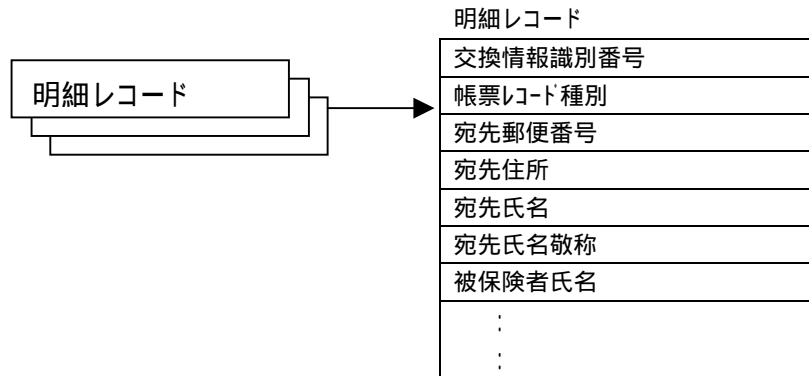 明細レコード
明細レコード
交換情報識別番号
帳票ﾚｺｰﾄﾞ種別
宛先郵便番号
宛先住所
宛先氏名
宛先氏名敬称
被保険者氏名
:
: